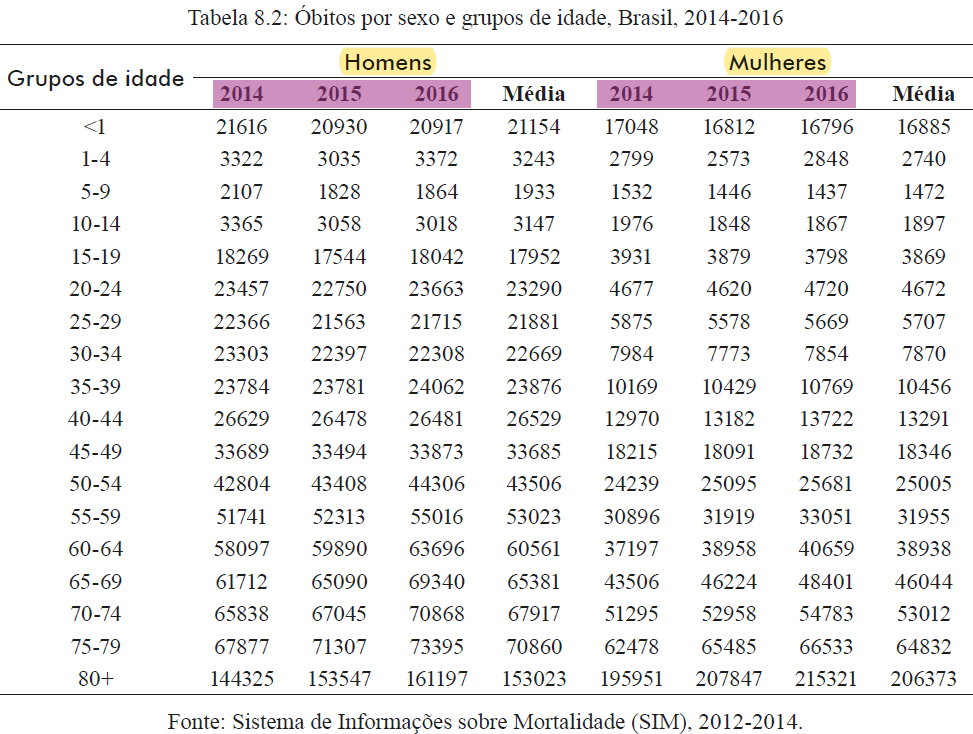 Tabela 8.2: Óbitos por sexo e grupos de idade, Brasil, 2014-2016
Grupos de idade Homens Mulheres
2014 2015 2016 Média 2014 2015 2016 Média
<1 21616 20930 20917 21154 17048 16812 16796 16885
1-4 3322 3035 3372 3243 2799 2573 2848 2740
5-9 2107 1828 1864 1933 1532 1446 1437 1472
10-14 3365 3058 3018 3147 1976 1848 1867 1897
15-19 18269 17544 18042 17952 3931 3879 3798 3869
20-24 23457 22750 23663 23290 4677 4620 4720 4672
25-29 22366 21563 21715 21881 5875 5578 5669 5707
30-34 23303 22397 22308 22669 7984 7773 7854 7870
35-39 23784 23781 24062 23876 10169 10429 10769 10456
40-44 26629 26478 26481 26529 12970 13182 13722 13291
45-49 33689 33494 33873 33685 18215 18091 18732 18346
50-54 42804 43408 44306 43506 24239 25095 25681 25005
55-59 51741 52313 55016 53023 30896 31919 33051 31955
60-64 58097 59890 63696 60561 37197 38958 40659 38938
65-69 61712 65090 69340 65381 43506 46224 48401 46044
70-74 65838 67045 70868 67917 51295 52958 54783 53012
75-79 67877 71307 73395 70860 62478 65485 66533 64832
80+ 144325 153547 161197 153023 195951 207847 215321 206373
Fonte: Sistema de Informações sobre Mortalidade (SIM), 2012-2014.